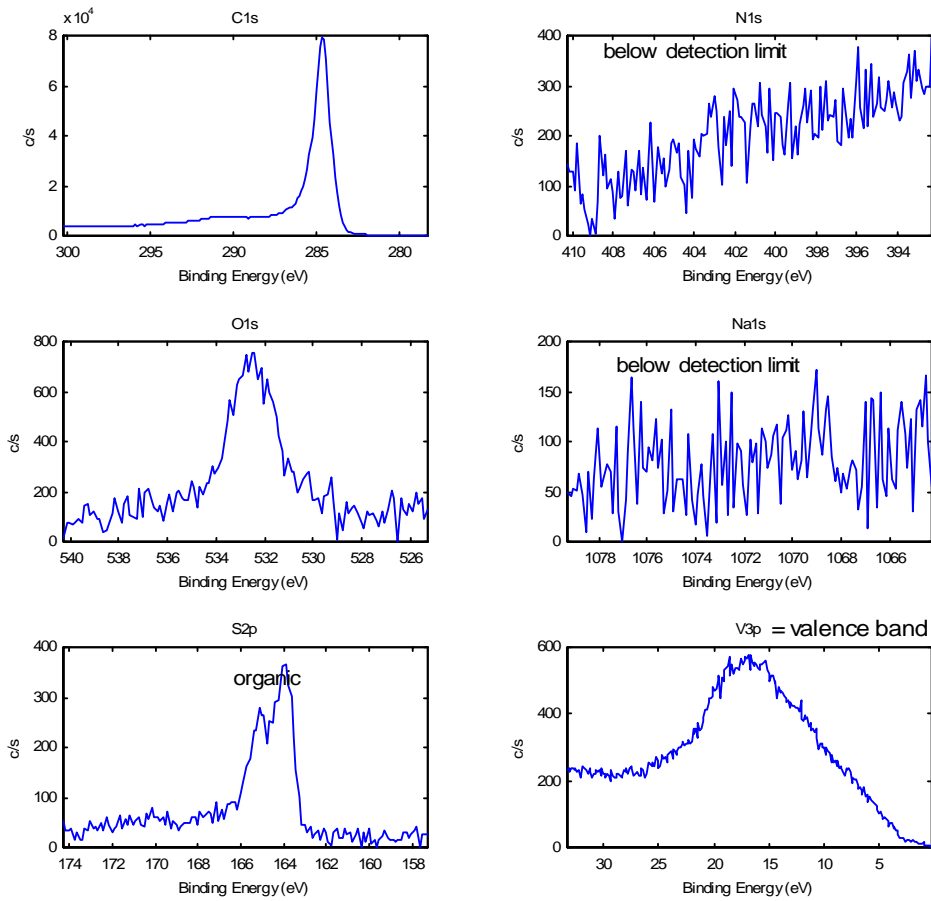 C1s
x 10⁴
8
6
4
2
0
c/s
300 295 290 285 280
Binding Energy (eV)
N1s
below detection limit
400
300
200
100
0
c/s
410 408 406 404 402 400 398 396 394
Binding Energy (eV)
O1s
800
600
400
200
0
c/s
540 538 536 534 532 530 528 526
Binding Energy (eV)
Na1s
below detection limit
200
150
100
50
0
c/s
1078 1076 1074 1072 1070 1068 1066
Binding Energy (eV)
S2p
organic
400
300
200
100
0
c/s
174 172 170 168 166 164 162 160 158
Binding Energy (eV)
V3p = valence band
600
400
200
0
c/s
30 25 20 15 10 5
Binding Energy (eV)